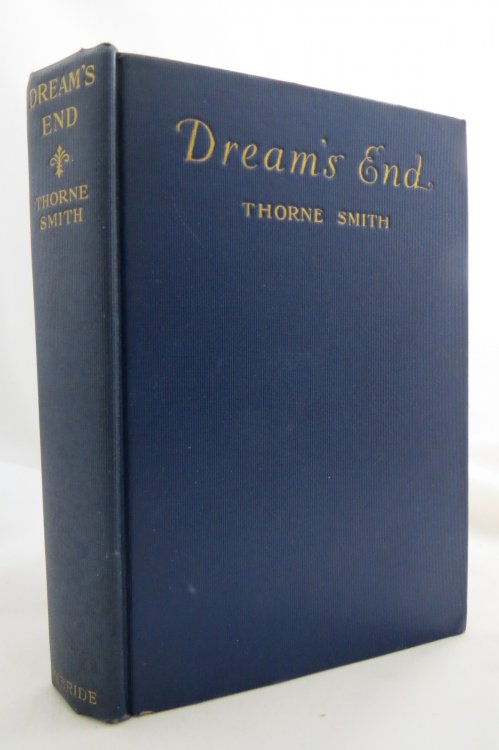 DREAM'S
END
THORNE
SMITH
Dream's End
THORNE SMITH